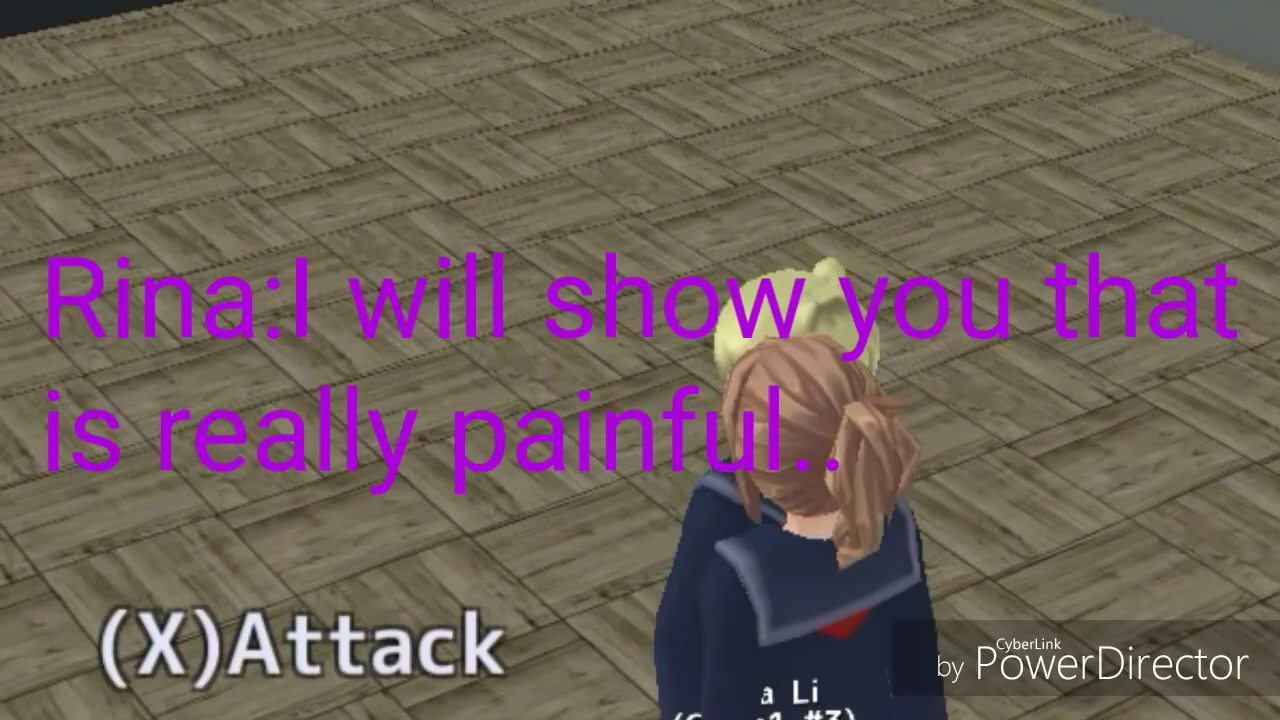 Rina:I will show you that
is really painful..
(X)Attack
CyberLink
by PowerDirector
a Li